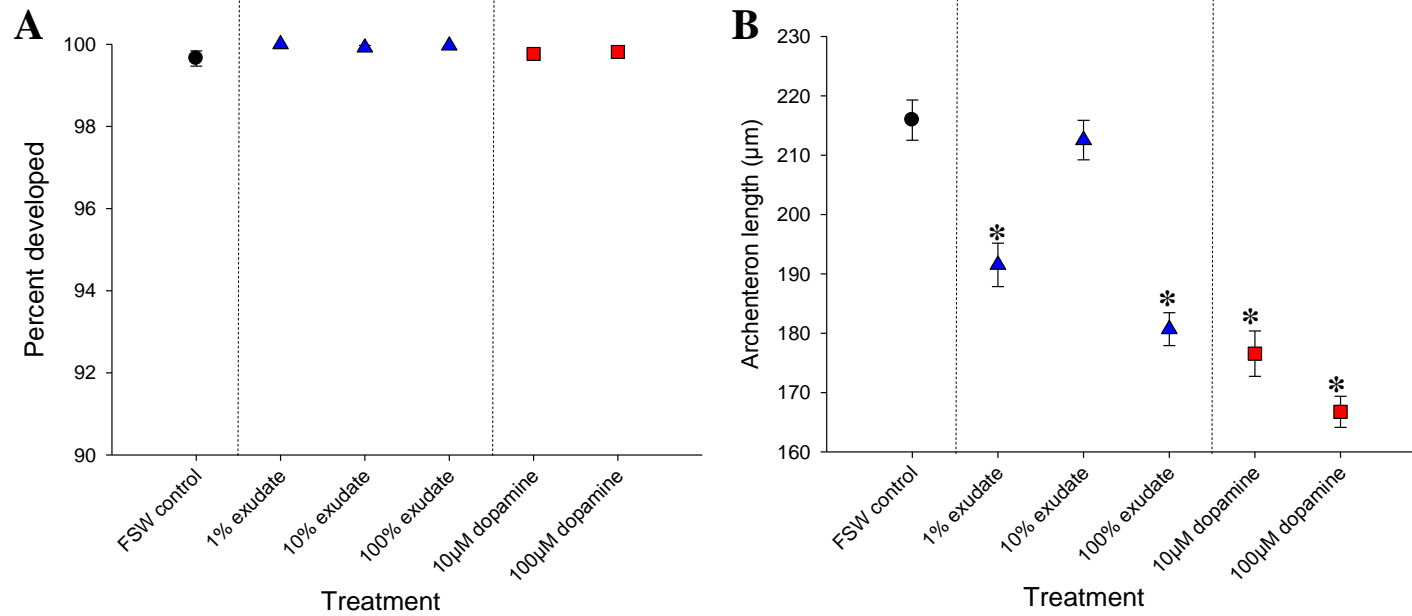 A
100
98
96
94
92
90
Percent developed
FSW control
1% exudate
10% exudate
100% exudate
10µM dopamine
100µM dopamine
Treatment
B
230
220
210
200
190
180
170
160
Archenteron length (µm)
*
*
*
*
FSW control
1% exudate
10% exudate
100% exudate
10µM dopamine
100µM dopamine
Treatment